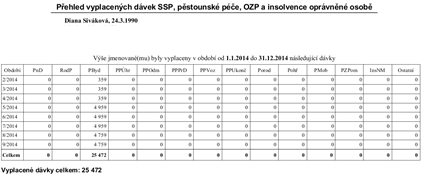 Přehled vyplacených dávek SSP, pěstounské péče, OZP a insolvence oprávněné osobě
Diana Siváková, 24.3.1990
Výše jmenované(mu) byly vyplaceny v období od 1.1.2014 do 31.12.2014 následující dávky
Období PnD RodP PByd PPÚhr PPOdm PPPrD PPVoz PPUkonč Porod Pohř PMob PZPom InsNM Ostatní
2/2014 0 0 359 0 0 0 0 0 0 0 0 0 0 0
3/2014 0 0 359 0 0 0 0 0 0 0 0 0 0 0
4/2014 0 0 359 0 0 0 0 0 0 0 0 0 0 0
5/2014 0 0 4 959 0 0 0 0 0 0 0 0 0 0 0
6/2014 0 0 4 959 0 0 0 0 0 0 0 0 0 0 0
7/2014 0 0 4 959 0 0 0 0 0 0 0 0 0 0 0
8/2014 0 0 4 759 0 0 0 0 0 0 0 0 0 0 0
9/2014 0 0 4 759 0 0 0 0 0 0 0 0 0 0 0
Celkem 0 0 25 472 0 0 0 0 0 0 0 0 0 0 0
Vyplacené dávky celkem: 25 472